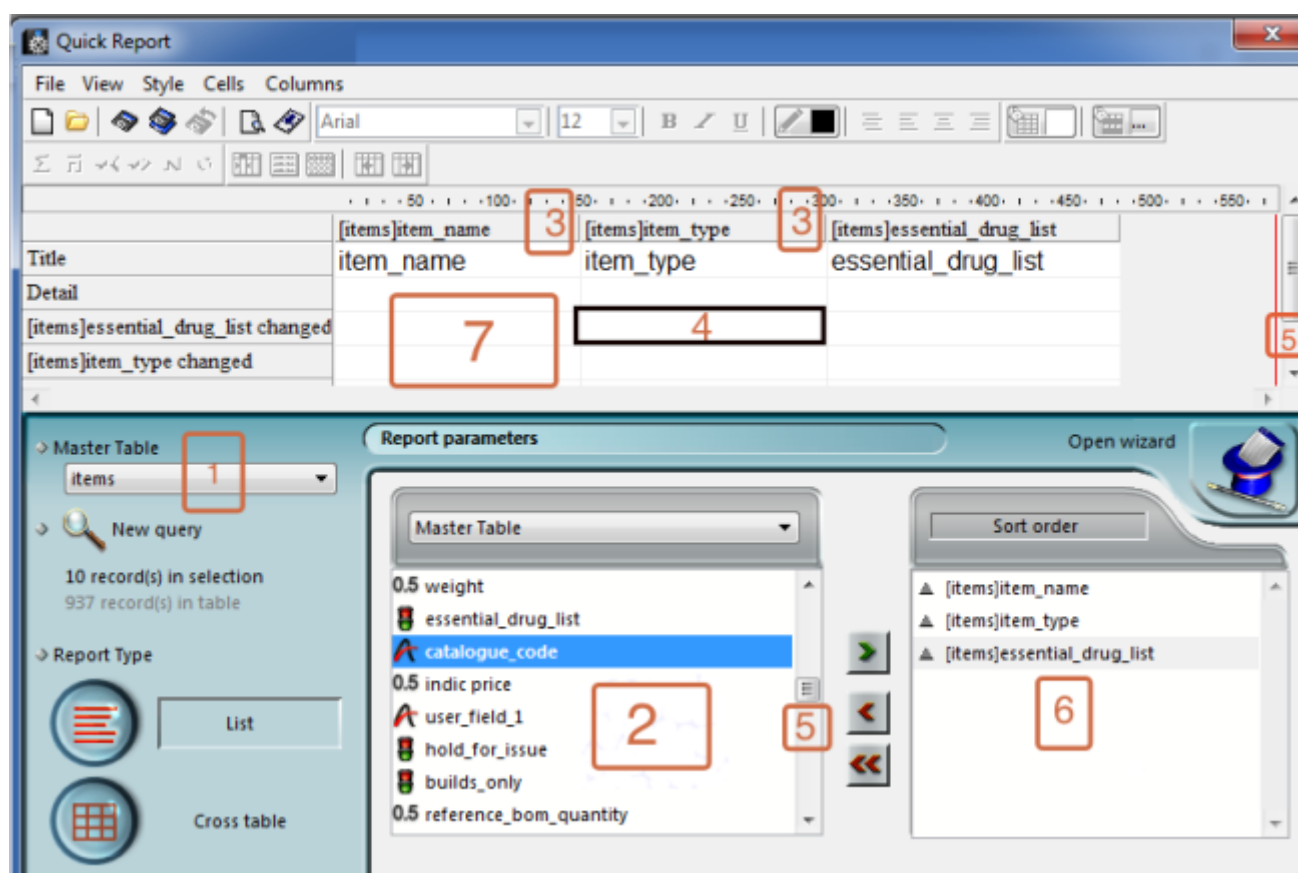 Quick Report
File View Style Cells Columns
Arial 12 B I U
50 100 50 200 250 300 350 400 450 500 550
3 3
[items]item_name [items]item_type [items]essential_drug_list
Title item_name item_type essential_drug_list
Detail
[items]essential_drug_list changed 7 4
5
[items]item_type changed
Master Table Report parameters Open wizard
items 1
New query Master Table Sort order
10 record(s) in selection
937 record(s) in table
0.5 weight [items]item_name
essential_drug_list [items]item_type
Report Type catalogue_code [items]essential_drug_list
0.5 indic price
List user_field_1 2 5 6
hold_for_issue
builds_only
Cross table 0.5 reference_bom_quantity